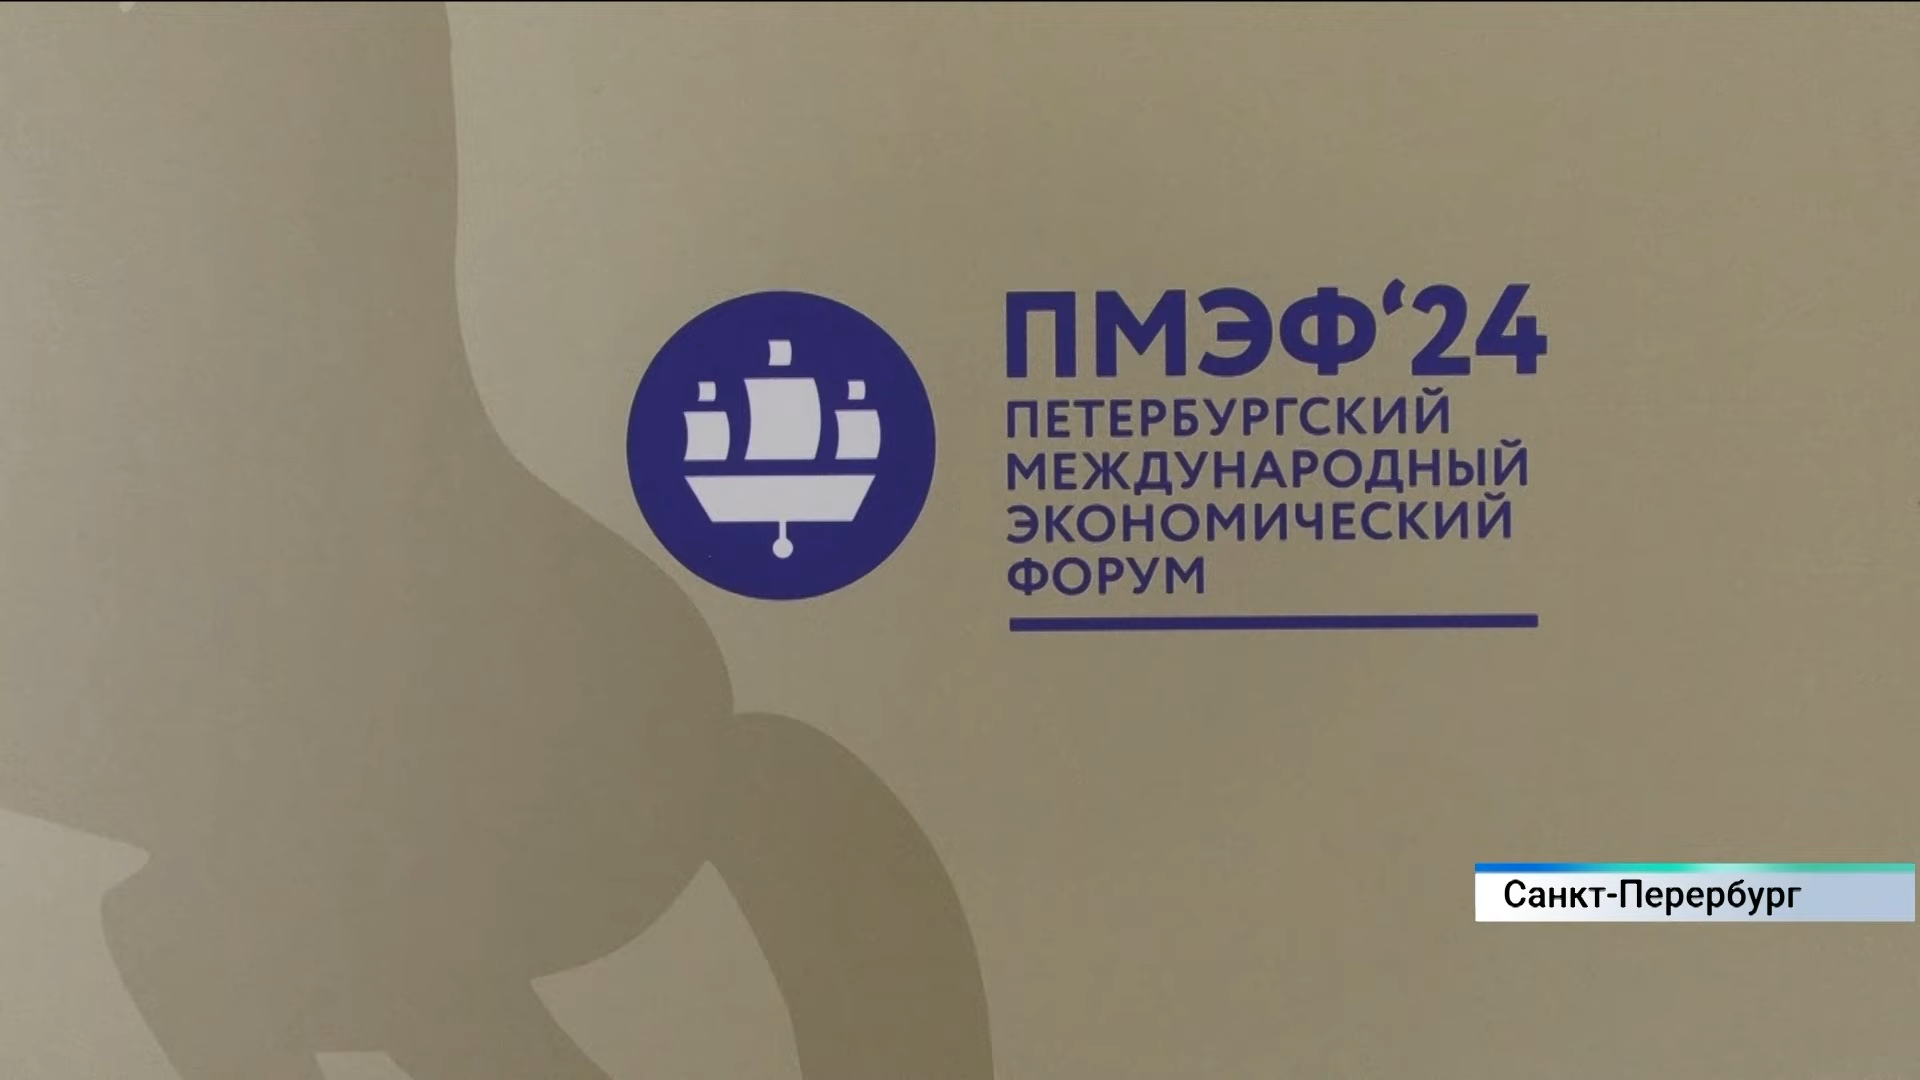 ПМЭФ‘24
ПЕТЕРБУРГСКИЙ
МЕЖДУНАРОДНЫЙ
ЭКОНОМИЧЕСКИЙ
ФОРУМ
Санкт-Перербург